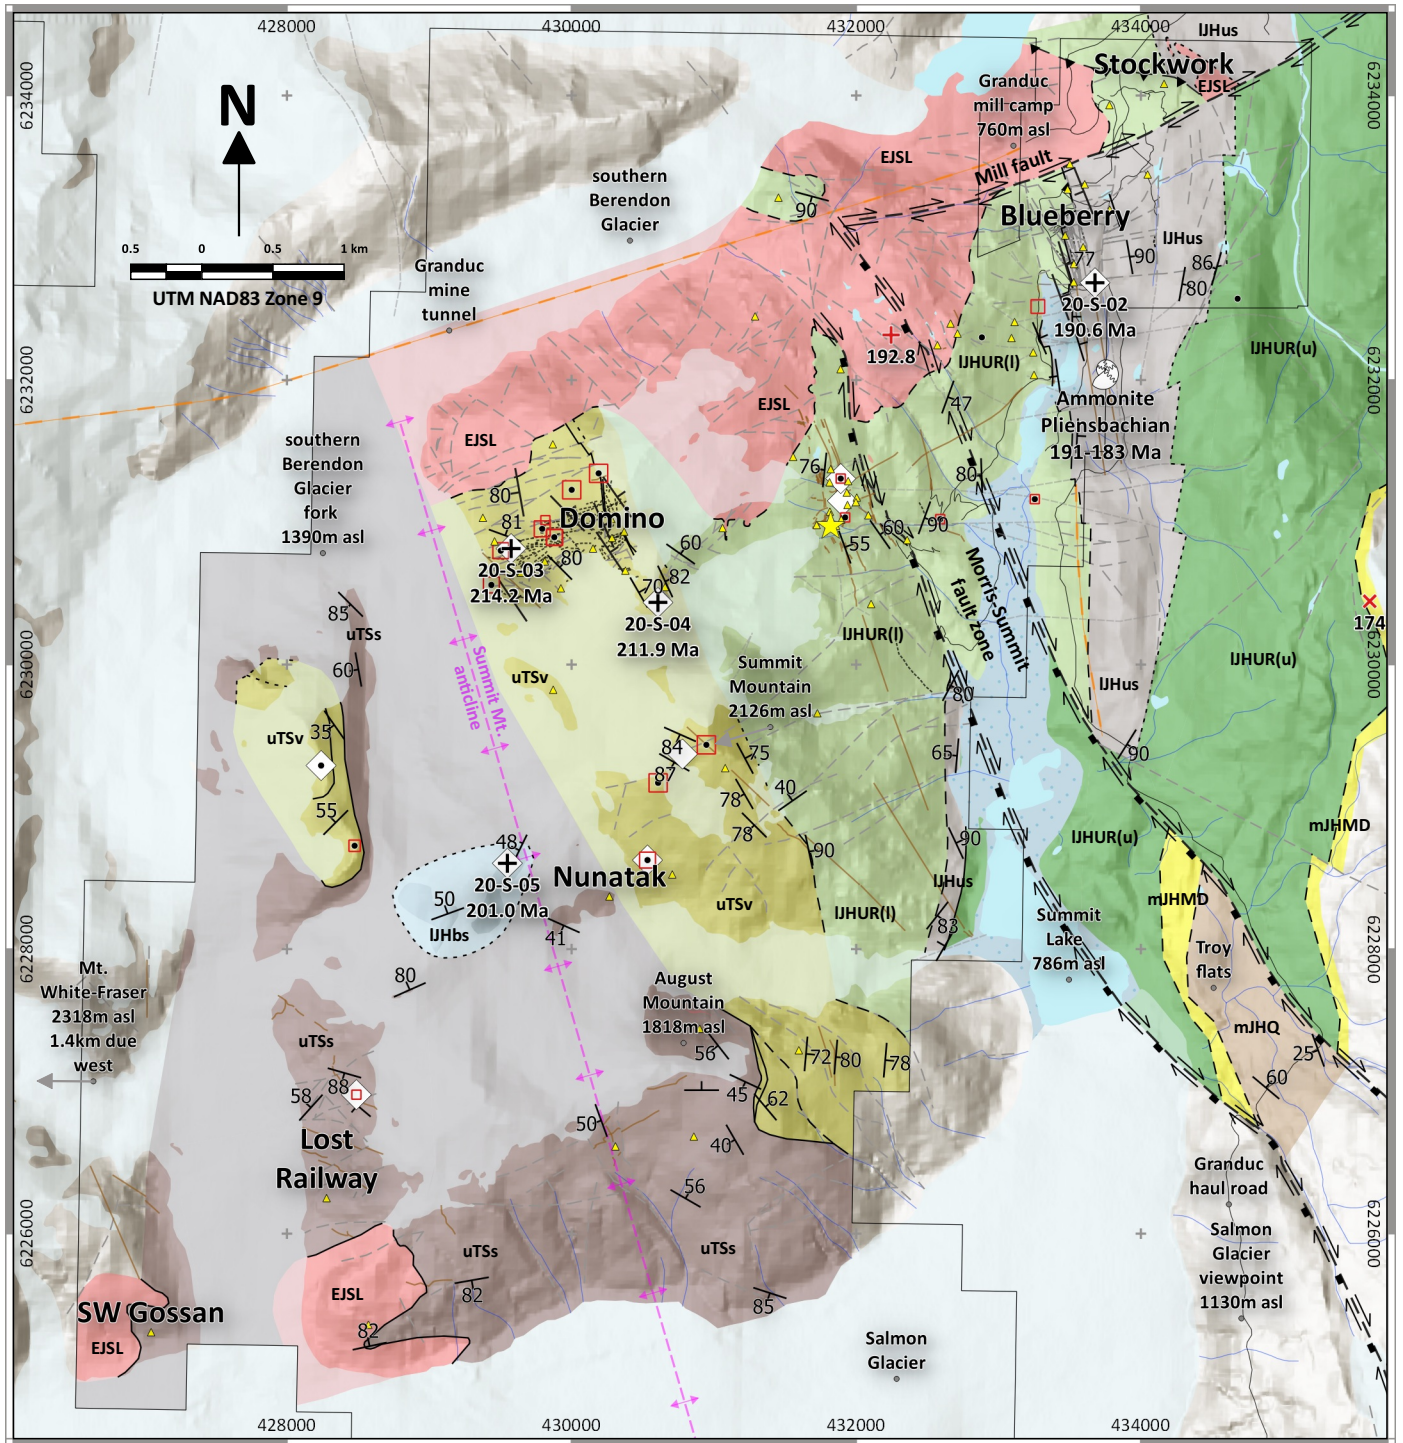 428000
430000
432000
434000
6234000
6232000
6230000
6228000
6226000
6234000
6232000
6230000
6228000
6226000
428000
430000
432000
434000
N
0.5
0
0.5
1 km
UTM NAD83 Zone 9
Granduc
mine
tunnel
southern
Berendon
Glacier
Granduc
mill camp
760m asl
EJSL
Mill fault
Stockwork
lJHus
EJSL
90
Blueberry
lJHus
77
90
86
80
20-S-02
190.6 Ma
192.8
lJHUR(l)
lJHUR(u)
Ammonite
Pliensbachian
191-183 Ma
47
EJSL
EJSL
southern
Berendon
Glacier
fork
1390m asl
80
81
Domino
80
20-S-03
214.2 Ma
60
82
70
20-S-04
211.9 Ma
76
55
60
90
80
Morris-Summit
fault zone
lJHUR(l)
174
lJHUR(u)
lJHus
85
uTSs
60
Summit Mt.
anticline
uTSv
Summit
Mountain
2126m asl
80
90
65
uTSv
35
55
84
87
75
78
78
40
90
90
lJHUR(u)
mJHMD
48
20-S-05
201.0 Ma
50
lJHbs
41
Nunatak
uTSv
lJHUR(l)
lJHus
83
mJHMD
Summit
Lake
786m asl
Troy
flats
mJHQ
25
60
Mt.
White-Fraser
2318m asl
1.4km due
west
80
August
Mountain
1818m asl
56
72
80
78
45
62
uTSs
58
88
50
40
56
Lost
Railway
Granduc
haul road
Salmon
Glacier
viewpoint
1130m asl
uTSs
uTSs
82
85
EJSL
82
SW Gossan
EJSL
Salmon
Glacier